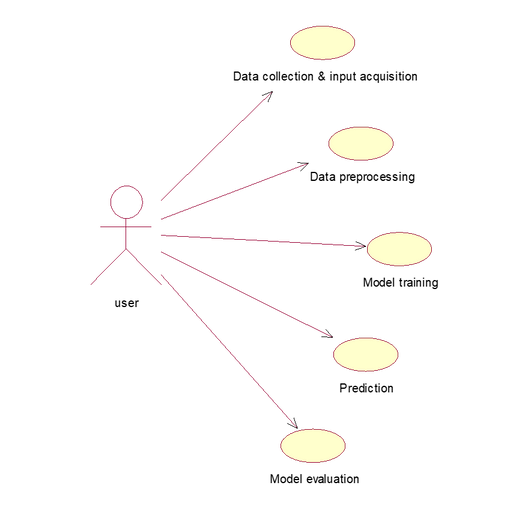 Data collection & input acquisition
Data preprocessing
Model training
user
Prediction
Model evaluation